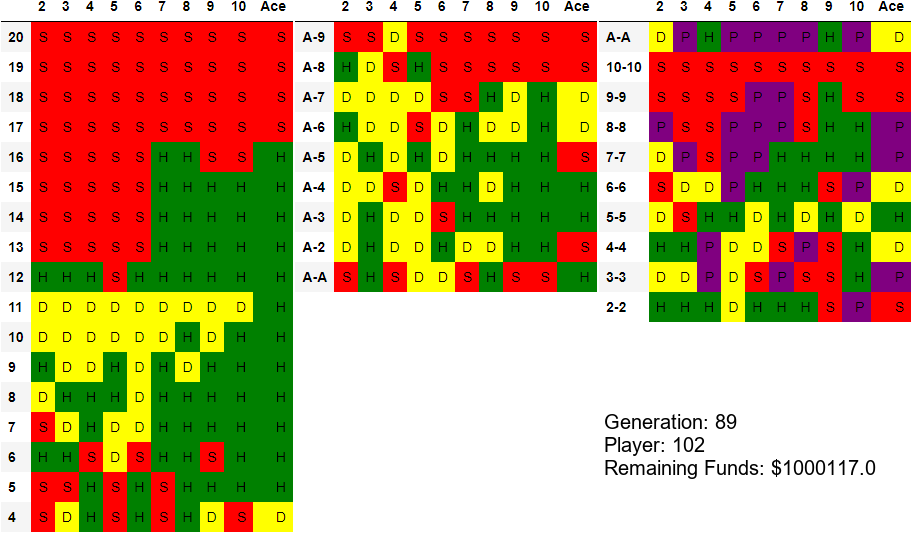 2 3 4 5 6 7 8 9 10 Ace
20 S S S S S S S S S S
19 S S S S S S S S S S
18 S S S S S S S S S S
17 S S S S S S S S S S
16 S S S S S H H S S H
15 S S S S S H H H H H
14 S S S S S H H H H H
13 S S S S S H H H H H
12 H H H S H H H H H H
11 D D D D D D D D D H
10 D D D D D D H D H H
9 H D D H D H D H H H
8 D H H H D H H H H H
7 S D H D D H H H H H
6 H H S D S H H S H H
5 S S H S H S H H H H
4 S D H S H S H D S D
2 3 4 5 6 7 8 9 10 Ace
A-9 S S D S S S S S S S
A-8 H D S H S S S S S S
A-7 D D D D S S H D H D
A-6 H D D S D H D D H D
A-5 D H D H D H H H H S
A-4 D D S D H H D H H H
A-3 D H D D S H H H H H
A-2 D H D D H D D H H S
A-A S H S D D S H S S H
2 3 4 5 6 7 8 9 10 Ace
A-A D P H P P P P H P D
10-10 S S S S S S S S S S
9-9 S S S S P P S H S S
8-8 P S S P P P S H H P
7-7 D P S P P H H H H P
6-6 S D D P H H H S P D
5-5 D S H H D H D H D H
4-4 H H P D D S P S H D
3-3 D D P D S P S S H P
2-2 H H H D H H H S P S
Generation: 89
Player: 102
Remaining Funds: $1000117.0